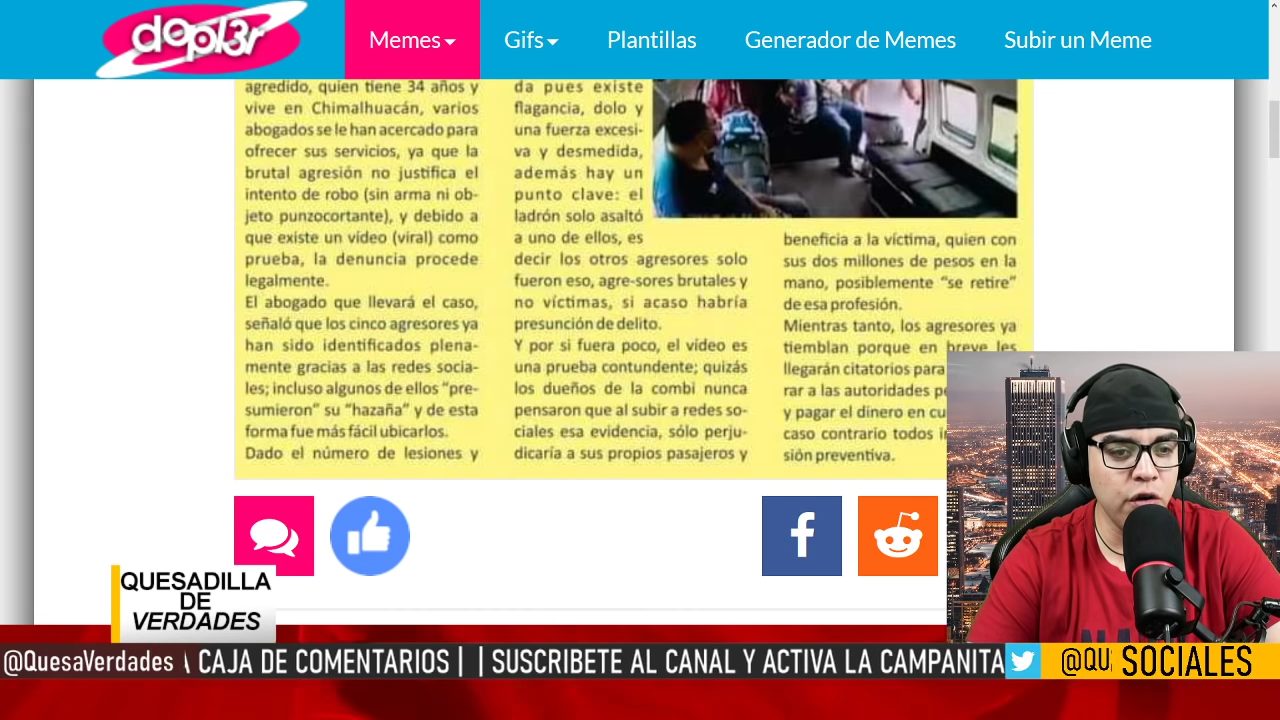 dopl3r
Memes
Gifs
Plantillas
Generador de Memes
Subir un Meme
agredido, quien tiene 34 años y
vive en Chimalhuacán, varios
abogados se le han acercado para
ofrecer sus servicios, ya que la
brutal agresión no justifica el
intento de robo (sin arma ni ob-
jeto punzocortante), y debido a
que existe un vídeo (viral) como
prueba, la denuncia procede
legalmente.
El abogado que llevará el caso,
señaló que los cinco agresores ya
han sido identificados plena-
mente gracias a las redes socia-
les; incluso algunos de ellos “pre-
sumieron” su “hazaña” y de esta
forma fue más fácil ubicarlos.
Dado el número de lesiones y
da pues existe
flagancia, dolo y
una fuerza excesi-
va y desmedida,
además hay un
punto clave: el
ladrón solo asaltó
a uno de ellos, es
decir los otros agresores solo
fueron eso, agre-sores brutales y
no víctimas, si acaso habría
presunción de delito.
Y por si fuera poco, el vídeo es
una prueba contundente; quizás
los dueños de la combi nunca
pensaron que al subir a redes so-
ciales esa evidencia, sólo perju-
dicaría a sus propios pasajeros y
beneficia a la víctima, quien con
sus dos millones de pesos en la
mano, posiblemente “se retire”
de esa profesión.
Mientras tanto, los agresores ya
tiemblan porque en breve les
llegarán citatorios para
rar a las autoridades pe
y pagar el dinero en cu
caso contrario todos
sión preventiva.
QUESADILLA
DE
VERDADES
@QuesaVerdades
CAJA DE COMENTARIOS | | SUSCRIBETE AL CANAL Y ACTIVA LA CAMPANITA
@QU
SOCIALES